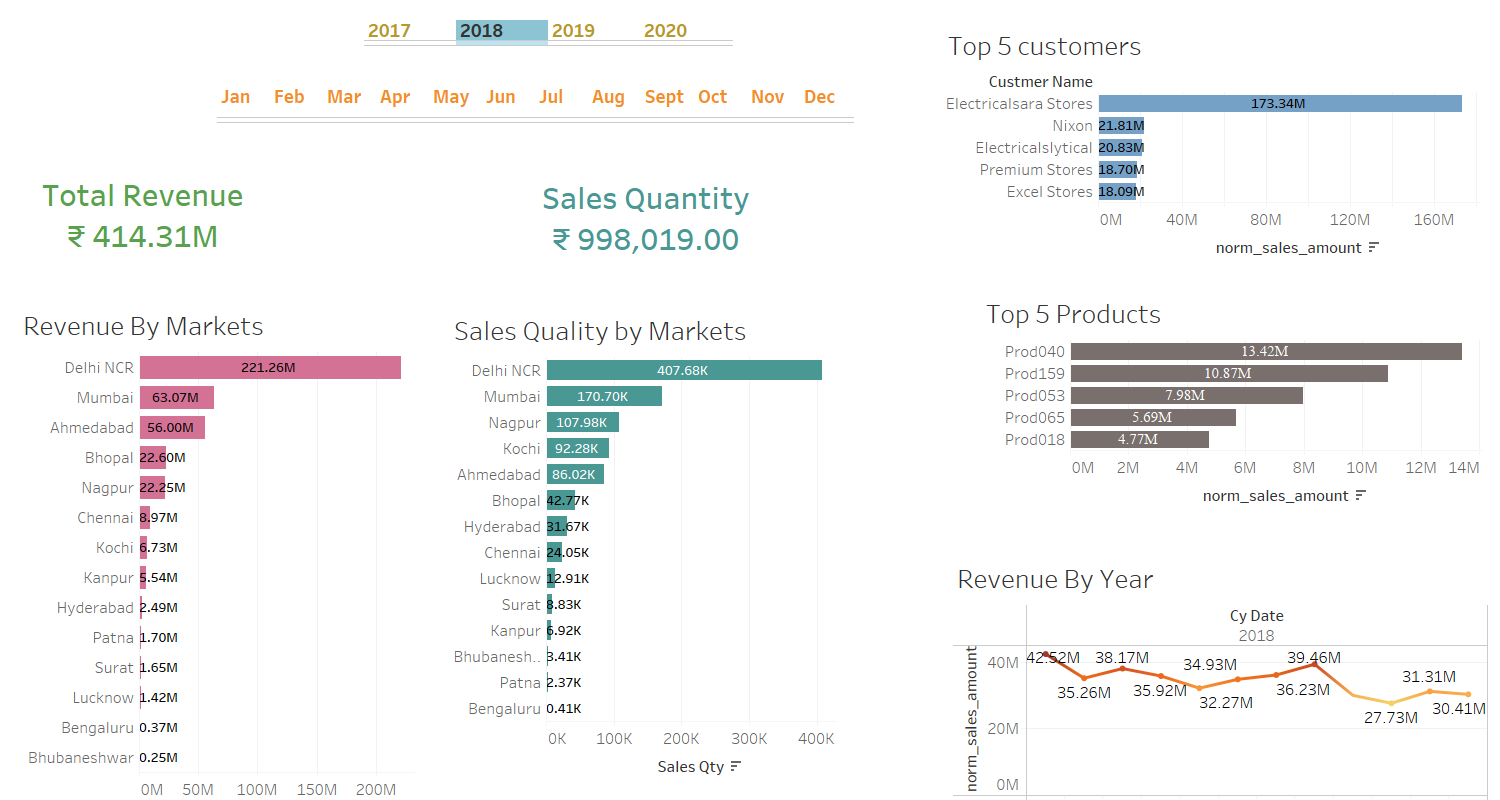 2017 2018 2019 2020
Jan Feb Mar Apr May Jun Jul Aug Sept Oct Nov Dec
Total Revenue
₹ 414.31M
Sales Quantity
₹ 998,019.00
Revenue By Markets
Delhi NCR 221.26M
Mumbai 63.07M
Ahmedabad 56.00M
Bhopal 22.60M
Nagpur 22.25M
Chennai 8.97M
Kochi 6.73M
Kanpur 5.54M
Hyderabad 2.49M
Patna 1.70M
Surat 1.65M
Lucknow 1.42M
Bengaluru 0.37M
Bhubaneshwar 0.25M
0M 50M 100M 150M 200M
Sales Quality by Markets
Delhi NCR 407.68K
Mumbai 170.70K
Nagpur 107.98K
Kochi 92.28K
Ahmedabad 86.02K
Bhopal 42.77K
Hyderabad 31.67K
Chennai 24.05K
Lucknow 12.91K
Surat 8.83K
Kanpur 6.92K
Bhubanesh.. 3.41K
Patna 2.37K
Bengaluru 0.41K
0K 100K 200K 300K 400K
Sales Qty
Top 5 customers
Custmer Name
Electricalsara Stores 173.34M
Nixon 21.81M
Electricalslytical 20.83M
Premium Stores 18.70M
Excel Stores 18.09M
0M 40M 80M 120M 160M
norm_sales_amount
Top 5 Products
Prod040 13.42M
Prod159 10.87M
Prod053 7.98M
Prod065 5.69M
Prod018 4.77M
0M 2M 4M 6M 8M 10M 12M 14M
norm_sales_amount
Revenue By Year
Cy Date
2018
norm_sales_amount
40M
20M
0M
42.52M 35.26M 38.17M 35.92M 32.27M 34.93M 36.23M 39.46M 27.73M 31.31M 30.41M